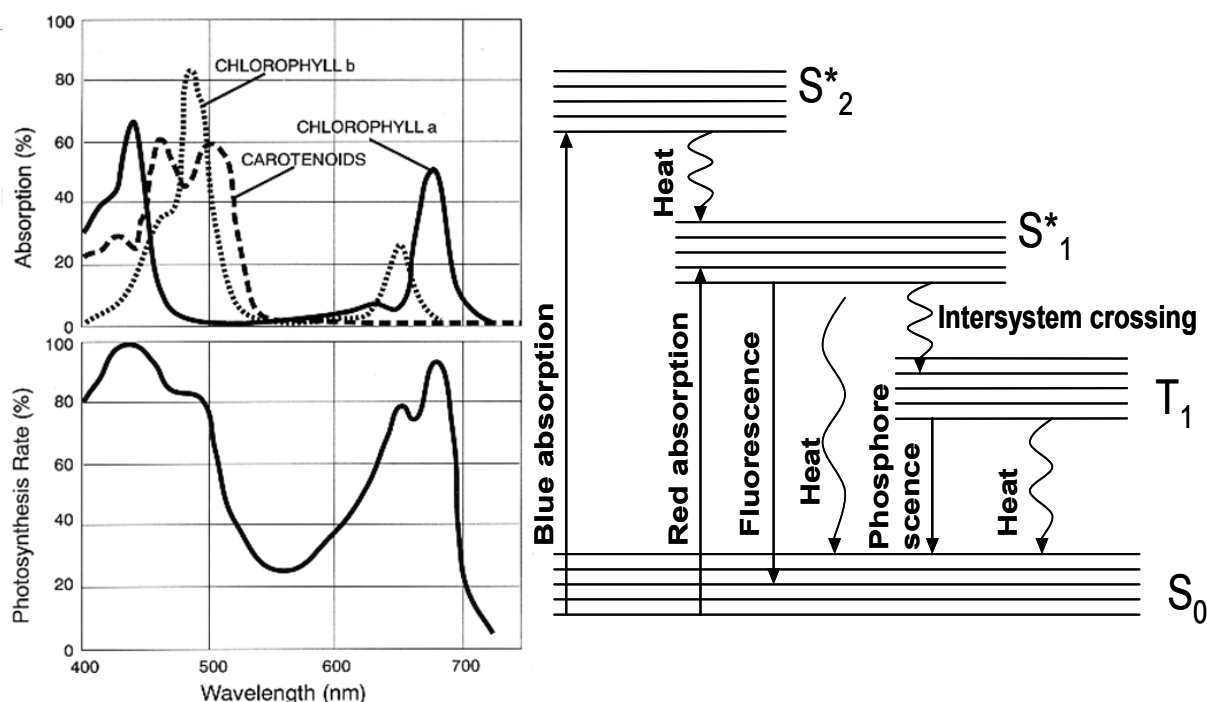 100
80
60
40
20
0
Absorption (%)
CHLOROPHYLL b
CHLOROPHYLL a
CAROTENOIDS
100
80
60
40
20
0
Photosynthesis Rate (%)
400
500
600
700
Wavelength (nm)
S*2
Heat
S*1
Blue absorption
Red absorption
Fluorescence
Heat
Intersystem crossing
Phosphore
scence
Heat
T1
S0